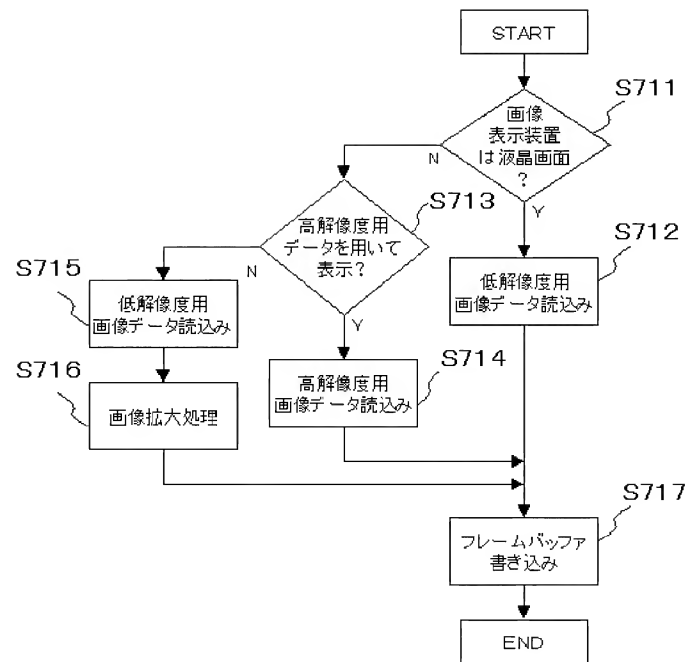 START
S711
画像
表示装置
は液晶画面
?
N
Y
S713
高解像度用
データを用いて
表示?
N
Y
S712
低解像度用
画像データ読込み
S715
低解像度用
画像データ読込み
S714
高解像度用
画像データ読込み
S716
画像拡大処理
S717
フレームバッファ
書き込み
END